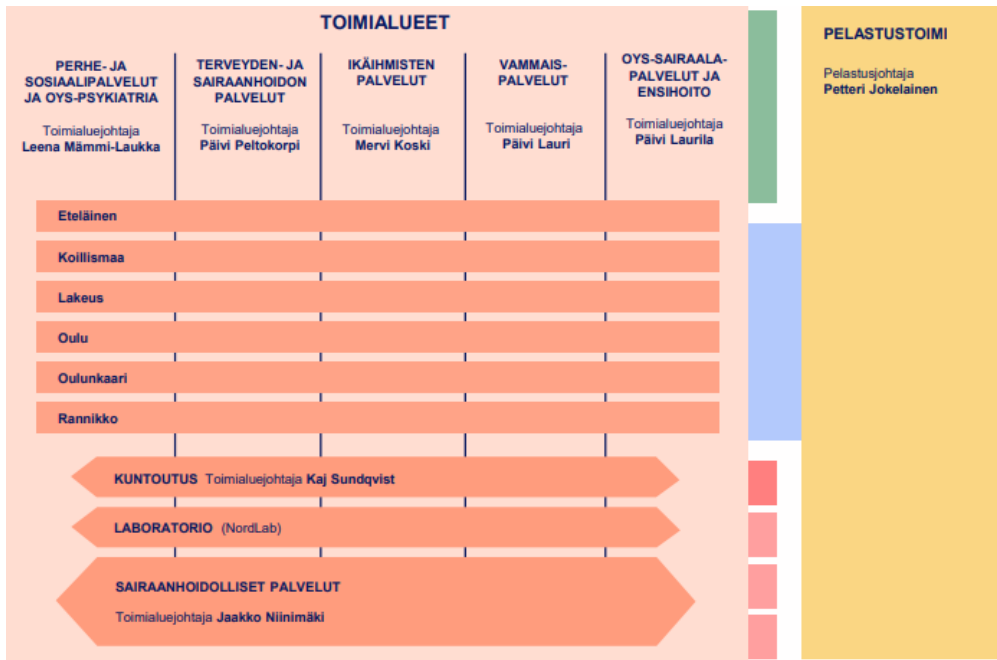 TOIMIALUEET
PERHE- JA
SOSIAALIPALVELUT
JA OYS-PSYKIATRIA
Toimialuejohtaja
Leena Mämmi-Laukka
TERVEYDEN- JA
SAIRAANHOIDON
PALVELUT
Toimialuejohtaja
Päivi Peltokorpi
IKÄIHMISTEN
PALVELUT
Toimialuejohtaja
Mervi Koski
VAMMAIS-
PALVELUT
Toimialuejohtaja
Päivi Lauri
OYS-SAIRAALA-
PALVELUT JA
ENSIHOITO
Toimialuejohtaja
Päivi Laurila
Eteläinen
Koillismaa
Lakeus
Oulu
Oulunkaari
Rannikko
KUNTOUTUS Toimialuejohtaja Kaj Sundqvist
LABORATORIO (NordLab)
SAIRAANHOIDOLLISET PALVELUT
Toimialuejohtaja Jaakko Niinimäki
PELASTUSTOIMI
Pelastusjohtaja
Petteri Jokelainen